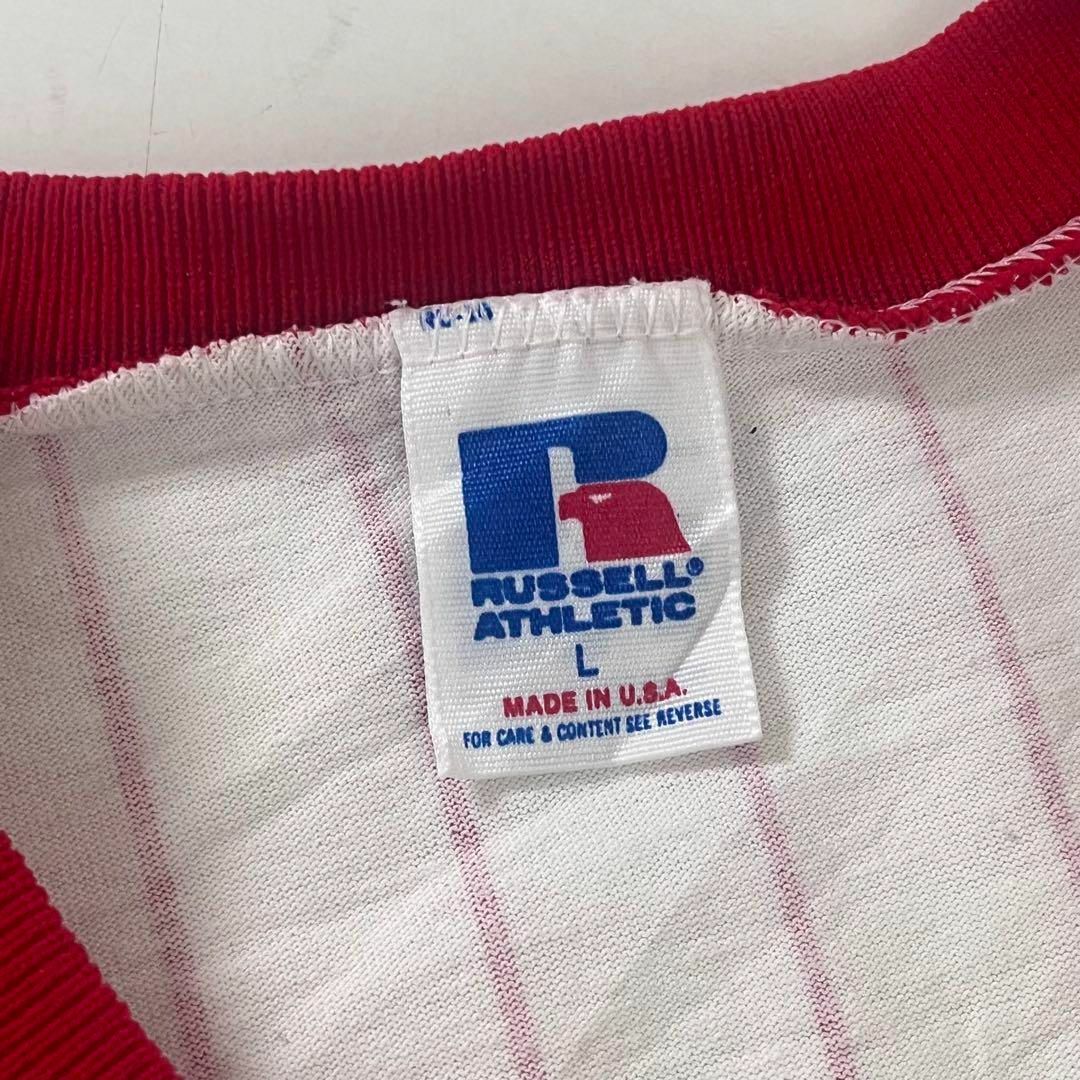 RUSSELL®
ATHLETIC
L
MADE IN U.S.A.
FOR CARE & CONTENT SEE REVERSE